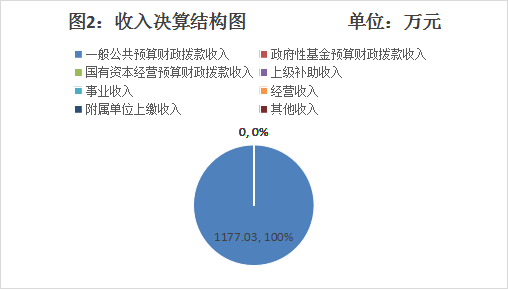 图2：收入决算结构图 单位：万元
一般公共预算财政拨款收入 政府性基金预算财政拨款收入
国有资本经营预算财政拨款收入 上级补助收入
事业收入 经营收入
附属单位上缴收入 其他收入
0, 0%
1177.03, 100%